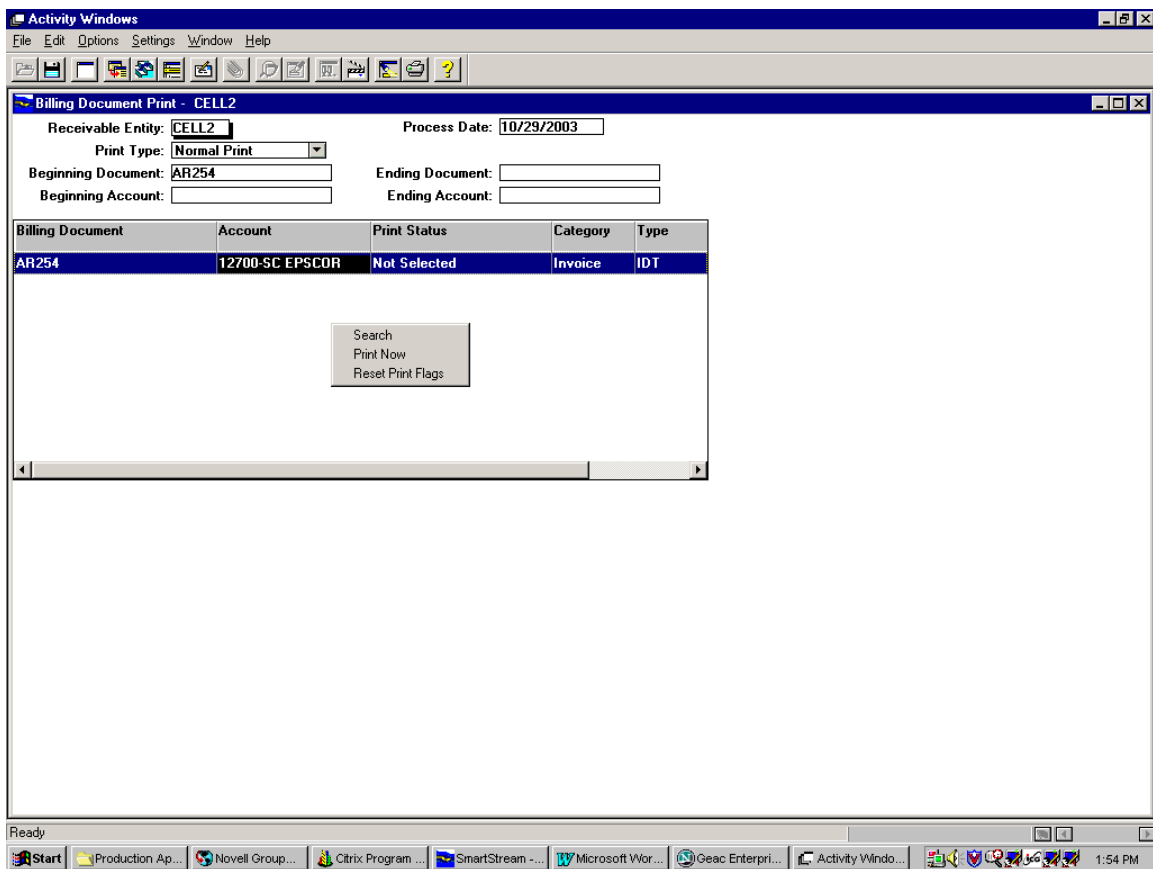 Activity Windows
File Edit Options Settings Window Help
Billing Document Print - CELL2
Receivable Entity: CELL2 Process Date: 10/29/2003
Print Type: Normal Print
Beginning Document: AR254 Ending Document:
Beginning Account: Ending Account:
Billing Document Account Print Status Category Type
AR254 12700-SC EPSCOR Not Selected Invoice IDT
Search
Print Now
Reset Print Flags
Ready
Start Production Ap... Novell Group... Citrix Program ... SmartStream -... Microsoft Wor... Geac Enterpri... Activity Windo... 1:54 PM